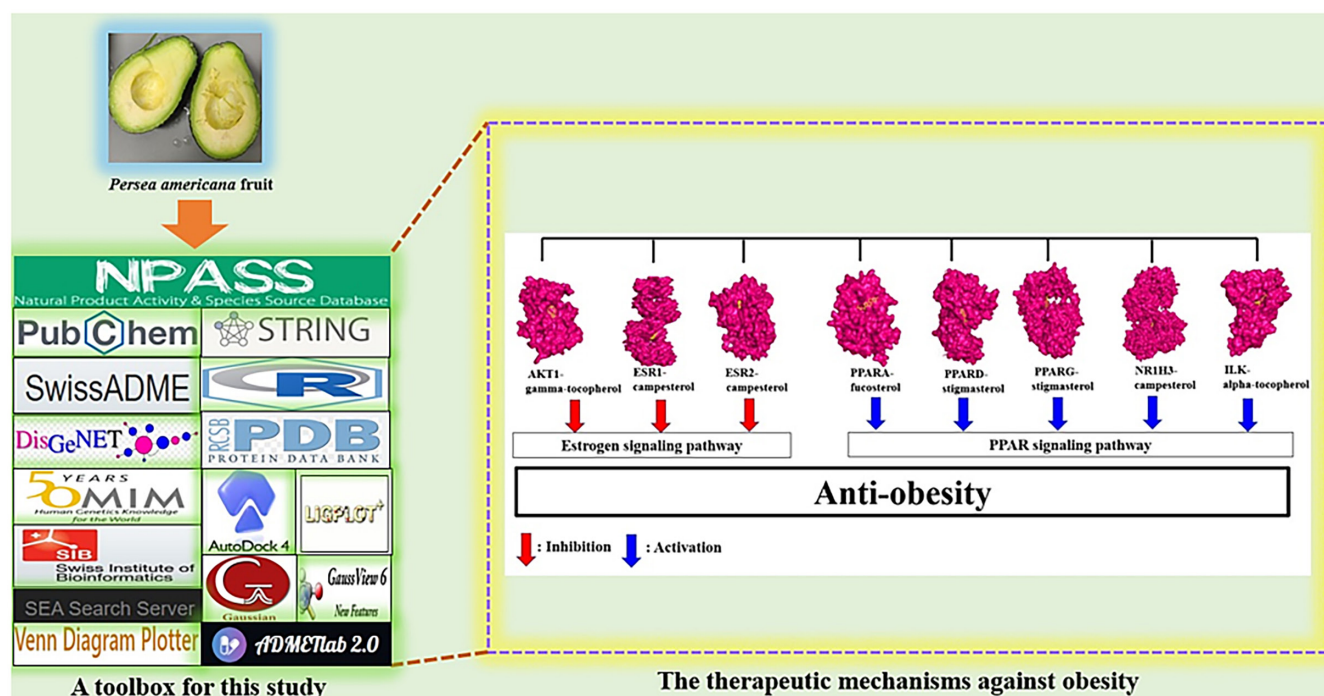 Persea americana fruit
NPASS
Natural Product Activity & Species Source Database
PubChem
STRING
SwissADME
R
DisGeNET
RCSB
PDB
PROTEIN DATA BANK
50 YEARS
OMIM
Human Genetics Knowledge
for the World
AutoDock 4
LIGPLOT+
SIB
Swiss Institute of
Bioinformatics
G
Gaussian
GaussView 6
New Features
SEA Search Server
Venn Diagram Plotter
ADMETlab 2.0
A toolbox for this study
AKT1-
gamma-tocopherol
ESR1-
campesterol
ESR2-
campesterol
PPARA-
fucosterol
PPARD-
stigmasterol
PPARG-
stigmasterol
NR1H3-
campesterol
ILK-
alpha-tocopherol
Estrogen signaling pathway
PPAR signaling pathway
Anti-obesity
: Inhibition
: Activation
The therapeutic mechanisms against obesity